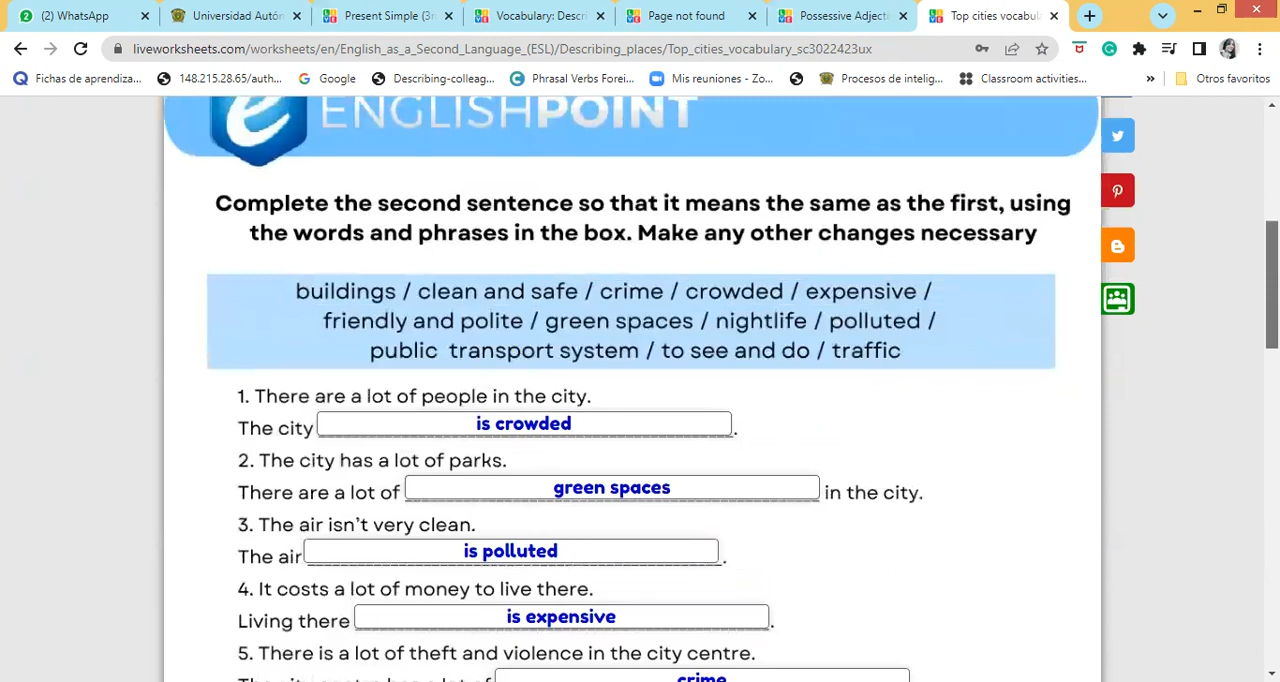 (2) WhatsApp
Universidad Autón
Present Simple (3r
Vocabulary: Descri
Page not found
Possessive Adjecti
Top cities vocabul
liveworksheets.com/worksheets/en/English_as_a_Second_Language_(ESL)/Describing_places/Top_cities_vocabulary_sc3022423ux
Fichas de aprendiza...
148.215.28.65/auth...
Google
Describing-colleag...
Phrasal Verbs Forei...
Mis reuniones - Zo...
Procesos de intelig...
Classroom activities...
»
Otros favoritos
e ENGLISHPOINT
Complete the second sentence so that it means the same as the first, using
the words and phrases in the box. Make any other changes necessary
buildings / clean and safe / crime / crowded / expensive /
friendly and polite / green spaces / nightlife / polluted /
public transport system / to see and do / traffic
1. There are a lot of people in the city.
The city is crowded.
2. The city has a lot of parks.
There are a lot of green spaces in the city.
3. The air isn't very clean.
The air is polluted.
4. It costs a lot of money to live there.
Living there is expensive.
5. There is a lot of theft and violence in the city centre.
The city centre has a lot of crime